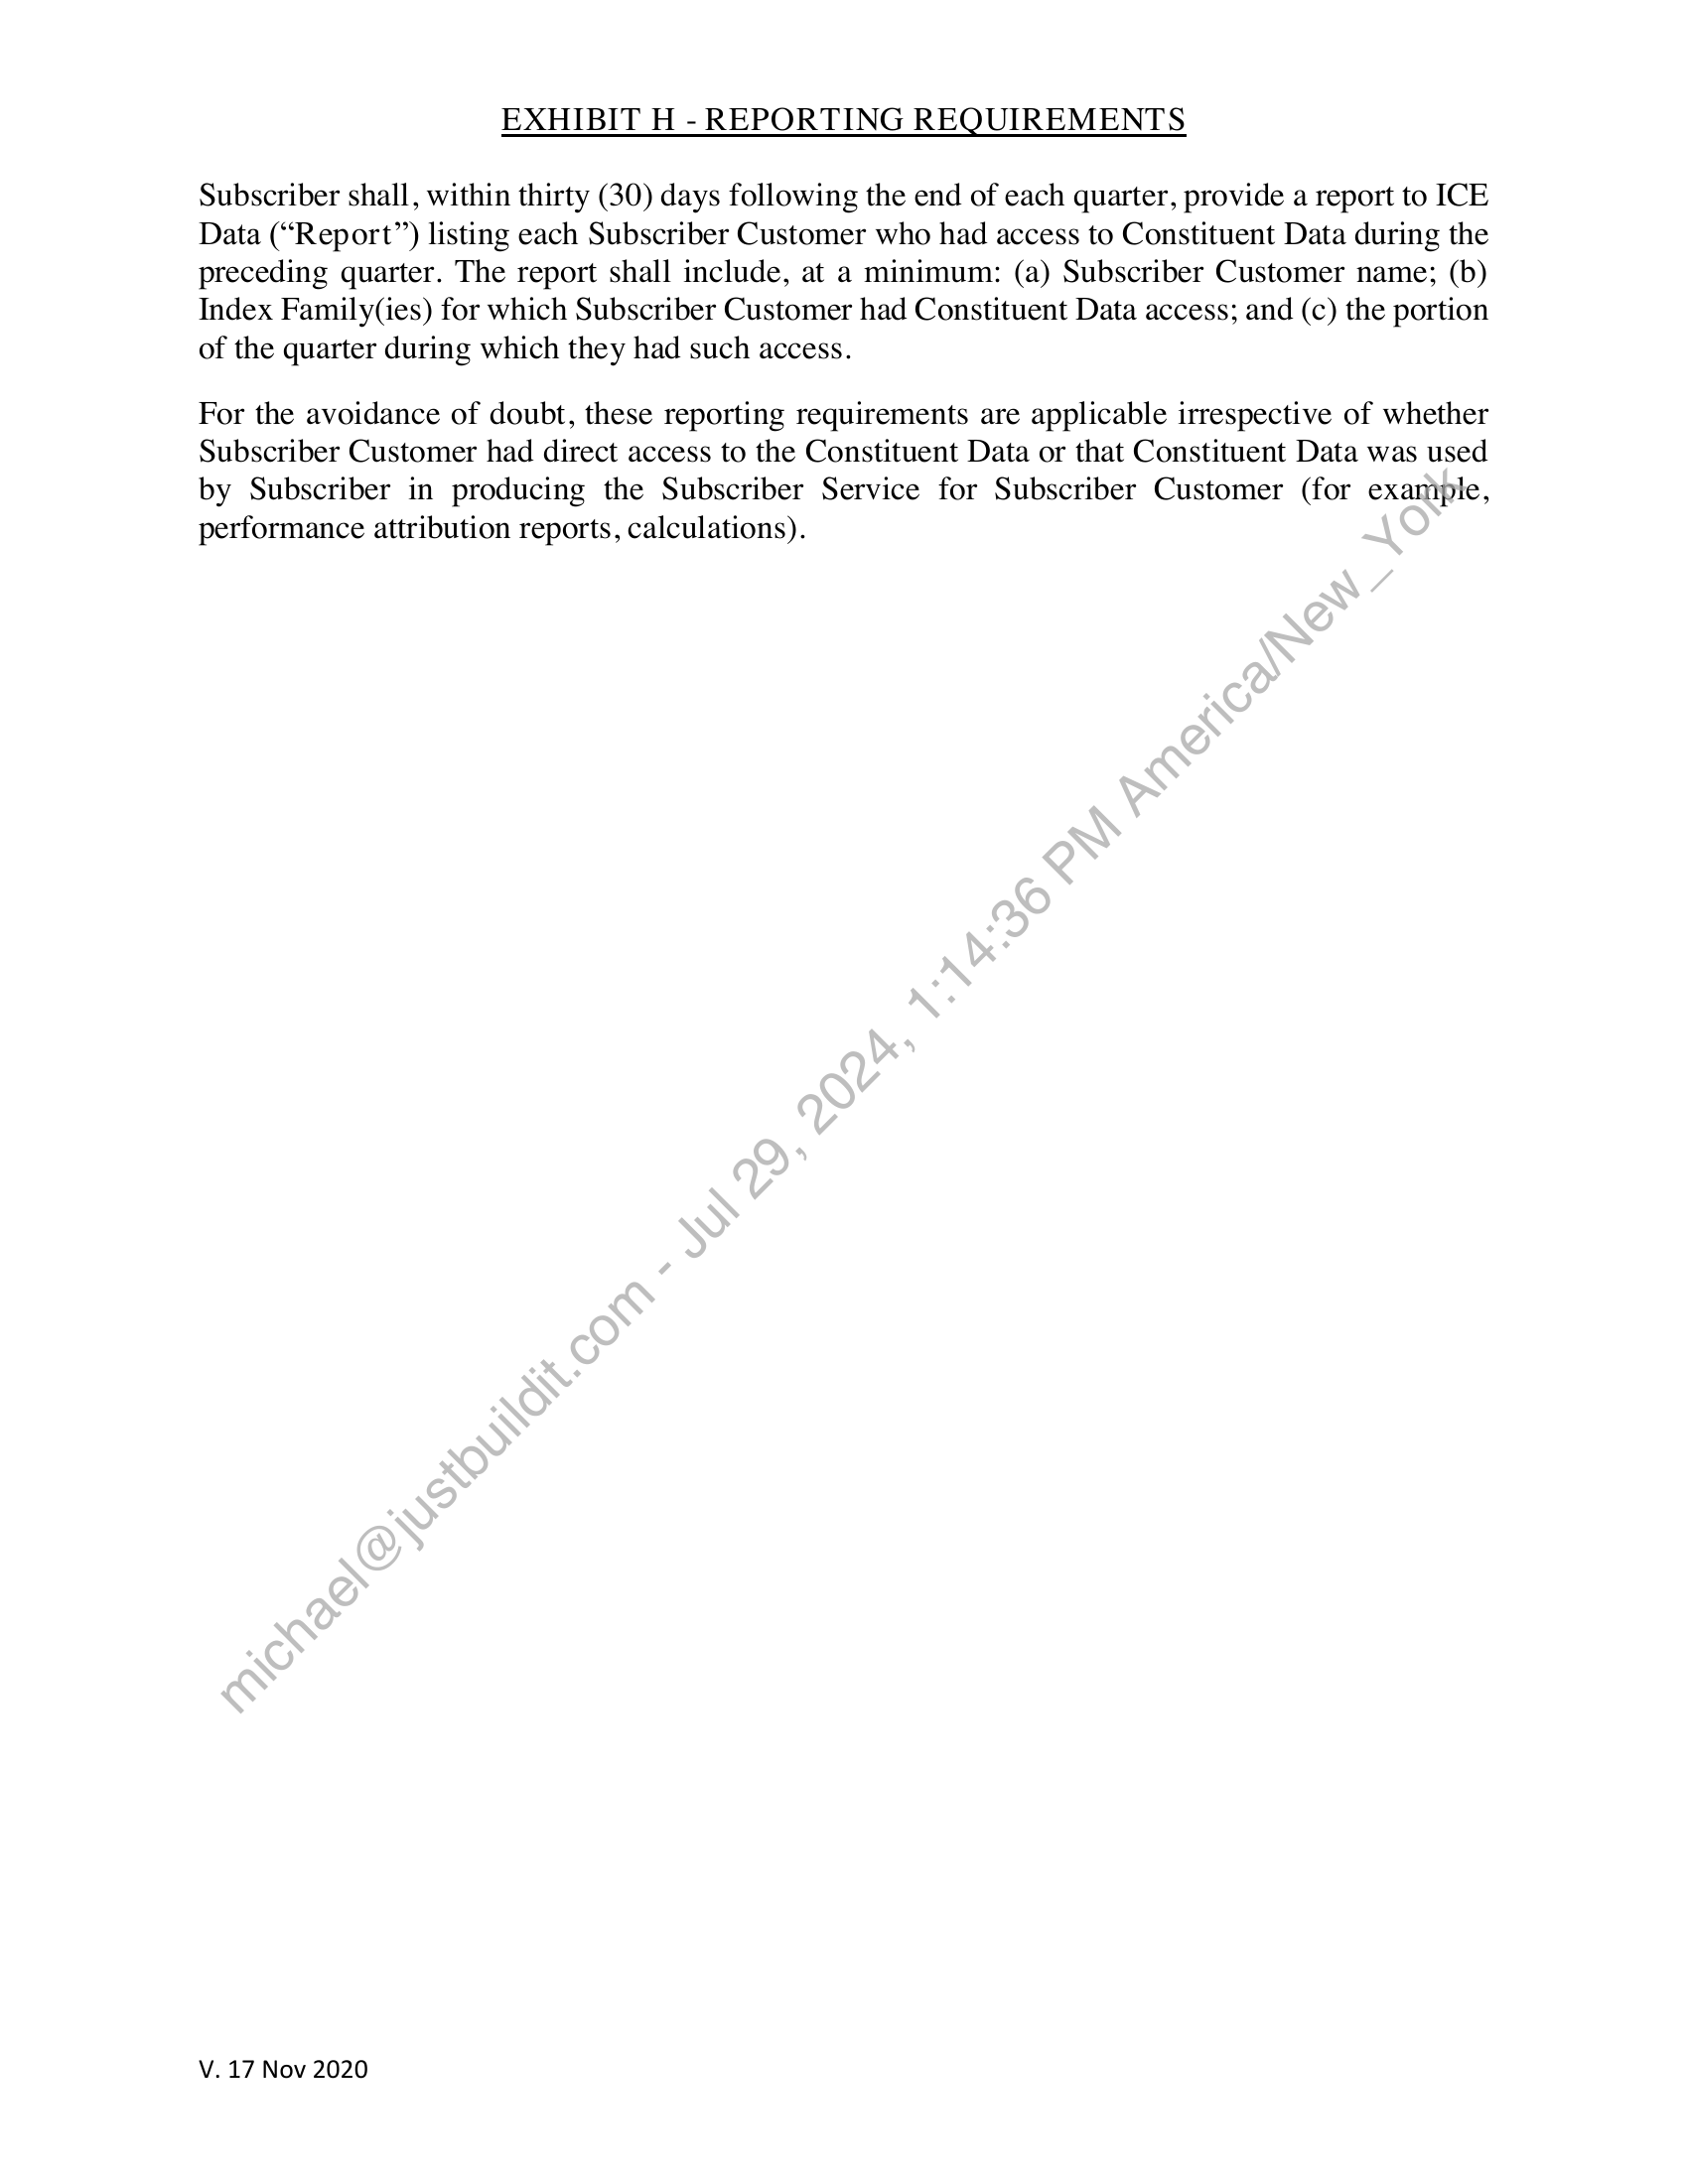 EXHIBIT H - REPORTING REQUIREMENTS
Subscriber shall, within thirty (30) days following the end of each quarter, provide a report to ICE
Data (“Report”) listing each Subscriber Customer who had access to Constituent Data during the
preceding quarter. The report shall include, at a minimum: (a) Subscriber Customer name; (b)
Index Family(ies) for which Subscriber Customer had Constituent Data access; and (c) the portion
of the quarter during which they had such access.
For the avoidance of doubt, these reporting requirements are applicable irrespective of whether
Subscriber Customer had direct access to the Constituent Data or that Constituent Data was used
by Subscriber in producing the Subscriber Service for Subscriber Customer (for example,
performance attribution reports, calculations).
michael@justbuildit.com - Jul 29, 2024, 1:14:36 PM America/New_York
V. 17 Nov 2020